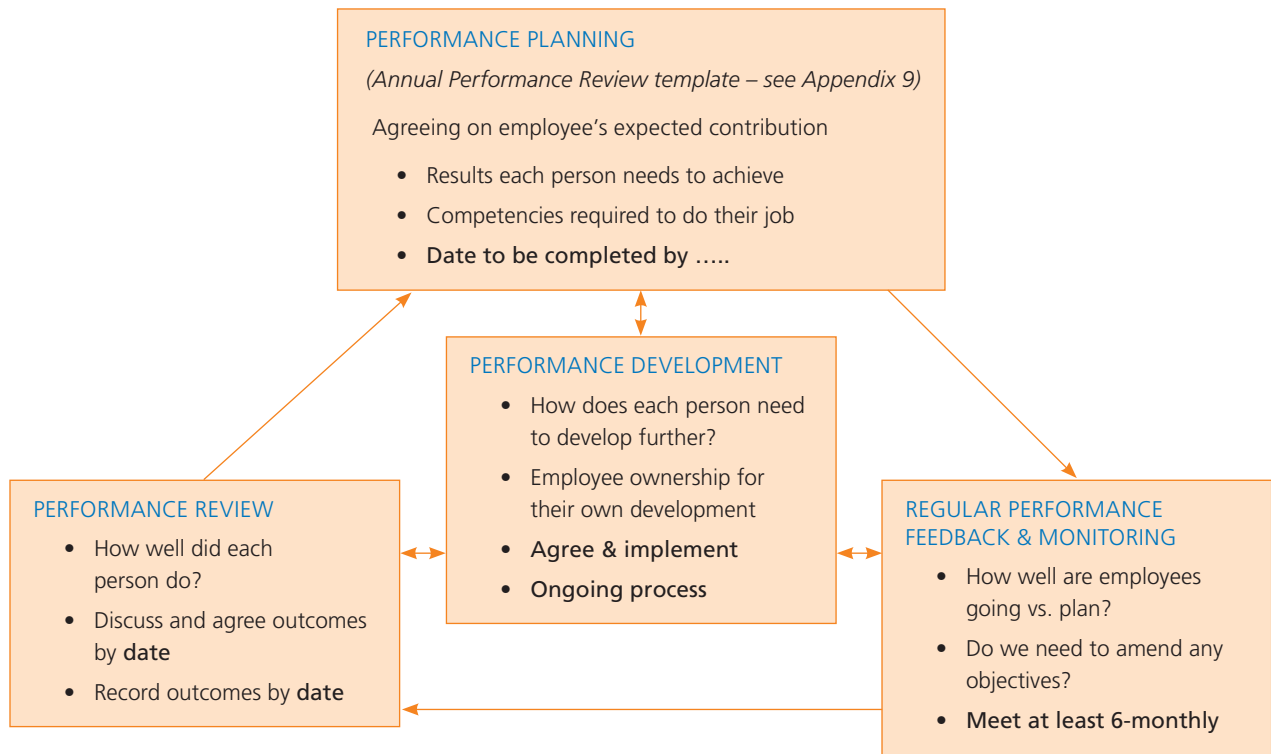 PERFORMANCE PLANNING
(Annual Performance Review template – see Appendix 9)
Agreeing on employee's expected contribution
• Results each person needs to achieve
• Competencies required to do their job
• Date to be completed by .....
PERFORMANCE DEVELOPMENT
• How does each person need
to develop further?
• Employee ownership for
their own development
• Agree & implement
• Ongoing process
PERFORMANCE REVIEW
• How well did each
person do?
• Discuss and agree outcomes
by date
• Record outcomes by date
REGULAR PERFORMANCE
FEEDBACK & MONITORING
• How well are employees
going vs. plan?
• Do we need to amend any
objectives?
• Meet at least 6-monthly